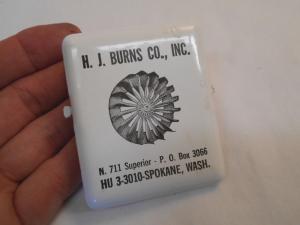 H. J. BURNS CO., INC.
N. 711 Superior - P. O. Box 3066
HU 3-3010-SPOKANE, WASH.